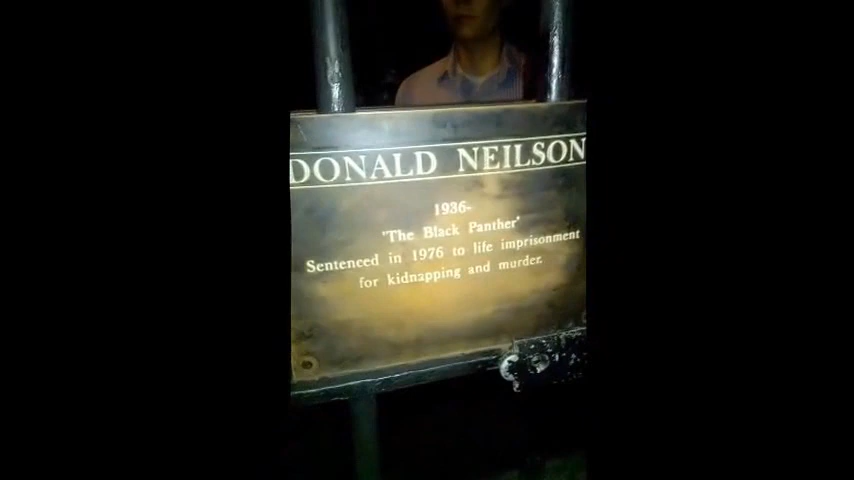 DONALD NEILSON
1936-
'The Black Panther'
Sentenced in 1976 to life imprisonment
for kidnapping and murder.